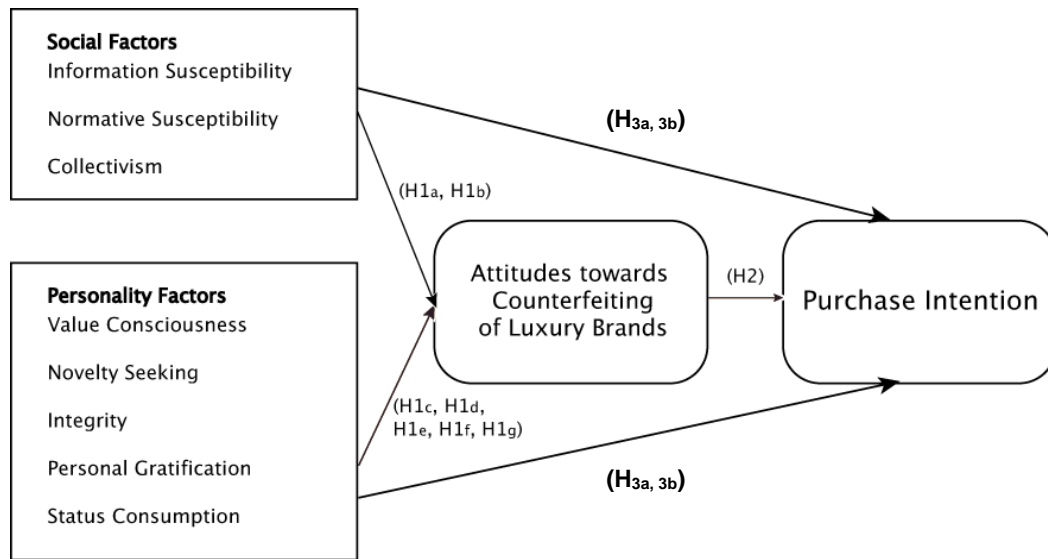 Social Factors
Information Susceptibility
Normative Susceptibility
Collectivism
(H3a, 3b)
(H1a, H1b)
Attitudes towards
Counterfeiting
of Luxury Brands
(H2)
Purchase Intention
Personality Factors
Value Consciousness
Novelty Seeking
Integrity
Personal Gratification
Status Consumption
(H1c, H1d,
H1e, H1f, H1g)
(H3a, 3b)